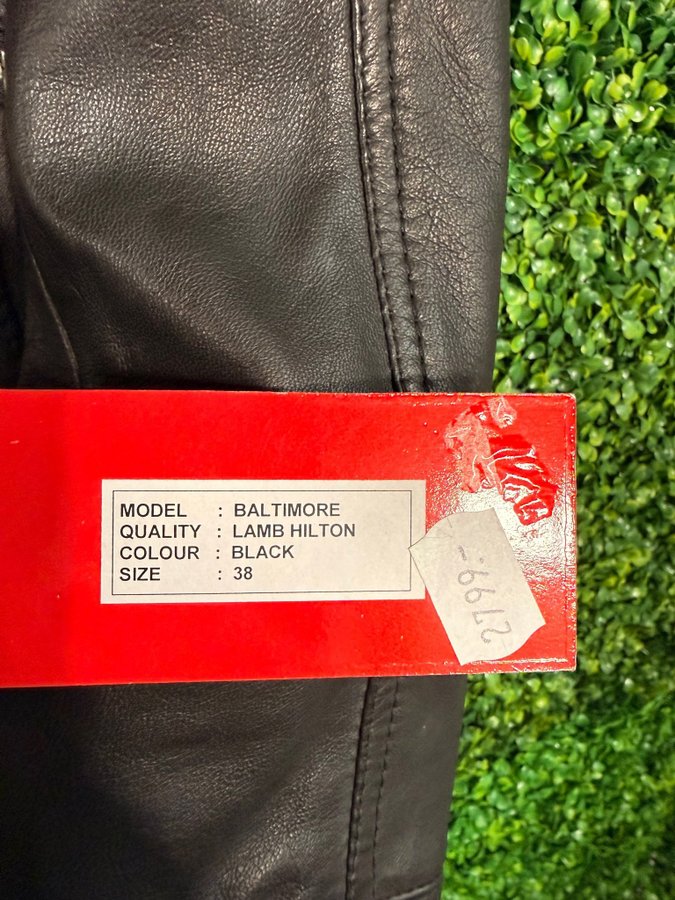 MODEL : BALTIMORE
QUALITY : LAMB HILTON
COLOUR : BLACK
SIZE : 38
2799,-